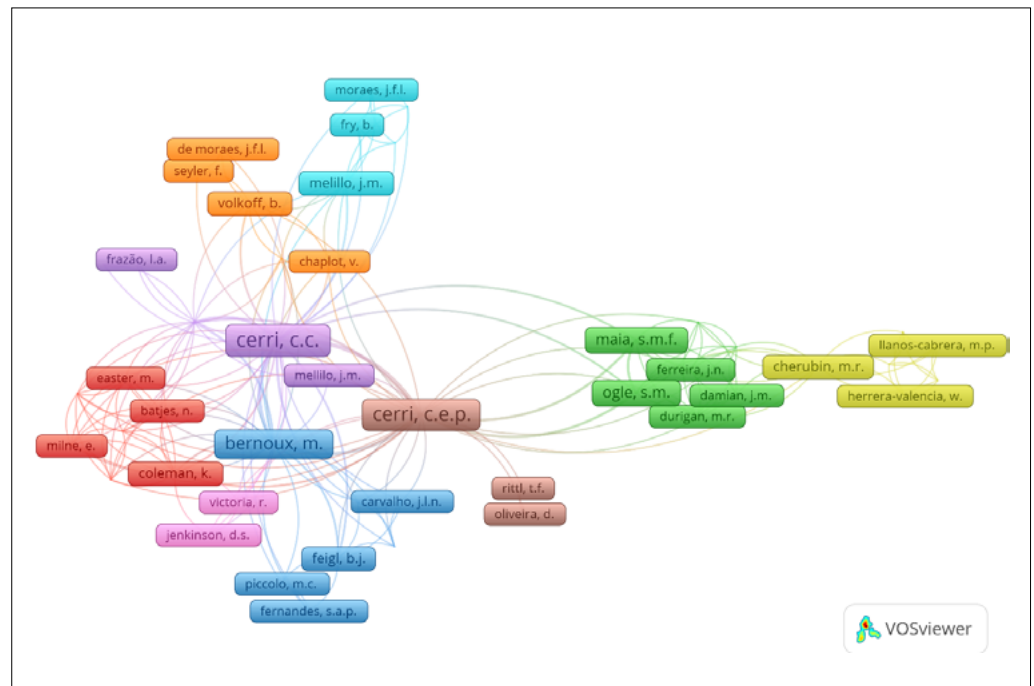 moraes, j.f.l.
fry, b.
de moraes, j.f.l.
seyler, f.
melillo, j.m.
volkoff, b.
frazão, l.a.
chaplot, v.
cerri, c.c.
maia, s.m.f.
llanos-cabrera, m.p.
ferreira, j.n.
cherubin, m.r.
easter, m.
mellilo, j.m.
ogle, s.m.
damian, j.m.
herrera-valencia, w.
batjes, n.
cerri, c.e.p.
durigan, m.r.
milne, e.
bernoux, m.
coleman, k.
rittl, t.f.
victoria, r.
carvalho, j.l.n.
oliveira, d.
jenkinson, d.s.
feigl, b.j.
piccolo, m.c.
fernandes, s.a.p.
VOSviewer